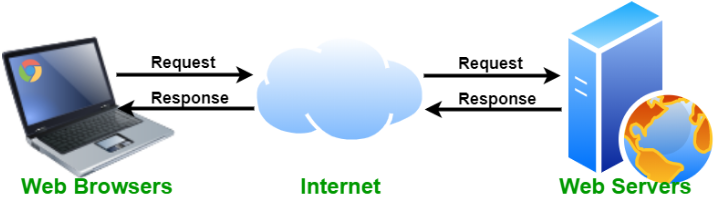 Request
Request
Response
Response
Web Browsers
Internet
Web Servers